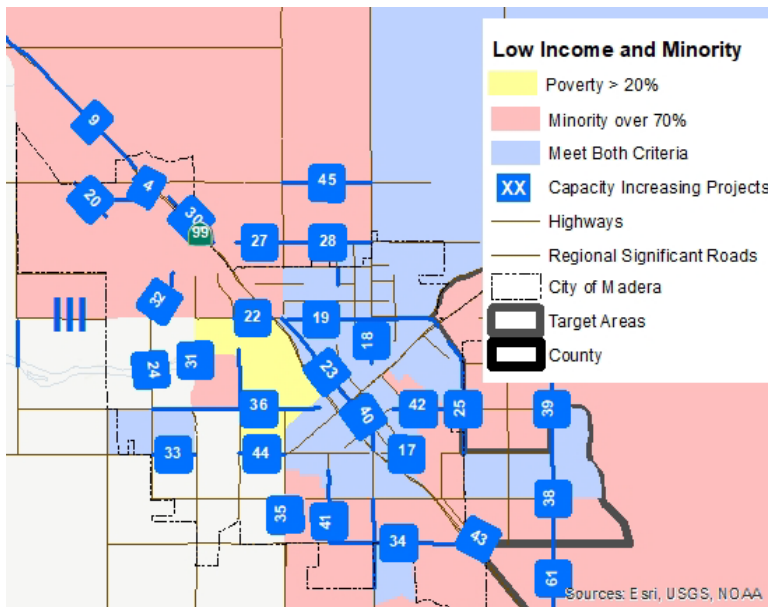 Low Income and Minority
Poverty > 20%
Minority over 70%
Meet Both Criteria
XX Capacity Increasing Projects
Highways
Regional Significant Roads
City of Madera
Target Areas
County
9
4
20
30
99
45
27
28
32
22
19
18
31
24
23
36
40
42
25
39
33
44
17
35
41
38
34
43
61
Sources: Esri, USGS, NOAA